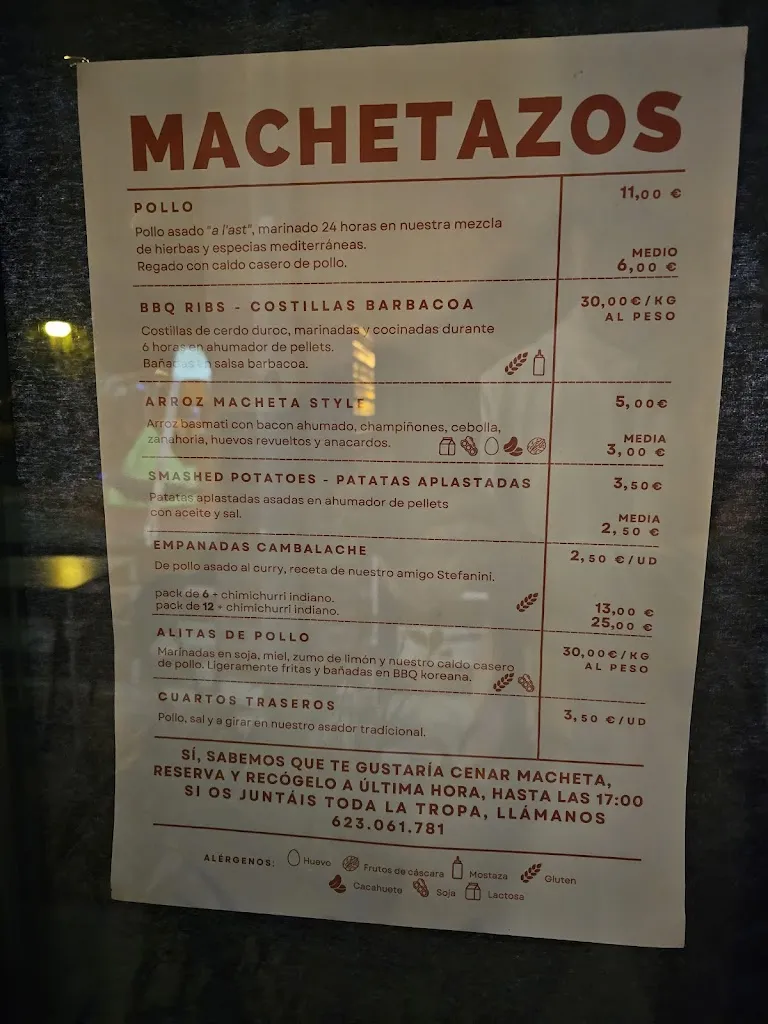 MACHETAZOS
POLLO
11,00 €
Pollo asado "a l'ast", marinado 24 horas en nuestra mezcla
de hierbas y especias mediterráneas.
Regado con caldo casero de pollo.
MEDIO
6,00 €
BBQ RIBS - COSTILLAS BARBACOA
30,00€/KG
AL PESO
Costillas de cerdo duroc, marinadas y cocinadas durante
6 horas en ahumador de pellets.
Bañadas en salsa barbacoa.
ARROZ MACHETA STYLE
5,00€
Arroz basmati con bacon ahumado, champiñones, cebolla,
zanahoria, huevos revueltos y anacardos.
MEDIA
3,00 €
SMASHED POTATOES - PATATAS APLASTADAS
3,50€
Patatas aplastadas asadas en ahumador de pellets
con aceite y sal.
MEDIA
2,50 €
EMPANADAS CAMBALACHE
2,50 €/UD
De pollo asado al curry, receta de nuestro amigo Stefanini.
pack de 6 + chimichurri indiano.
13,00 €
pack de 12 + chimichurri indiano.
25,00 €
ALITAS DE POLLO
30,00€/KG
AL PESO
Marinadas en soja, miel, zumo de limón y nuestro caldo casero
de pollo. Ligeramente fritas y bañadas en BBQ koreana.
CUARTOS TRASEROS
3,50 €/UD
Pollo, sal y a girar en nuestro asador tradicional.
SÍ, SABEMOS QUE TE GUSTARÍA CENAR MACHETA,
RESERVA Y RECÓGELO A ÚLTIMA HORA, HASTA LAS 17:00
SI OS JUNTÁIS TODA LA TROPA, LLÁMANOS
623.061.781
ALÉRGENOS: Huevo Frutos de cáscara Mostaza Gluten
Cacahuete Soja Lactosa